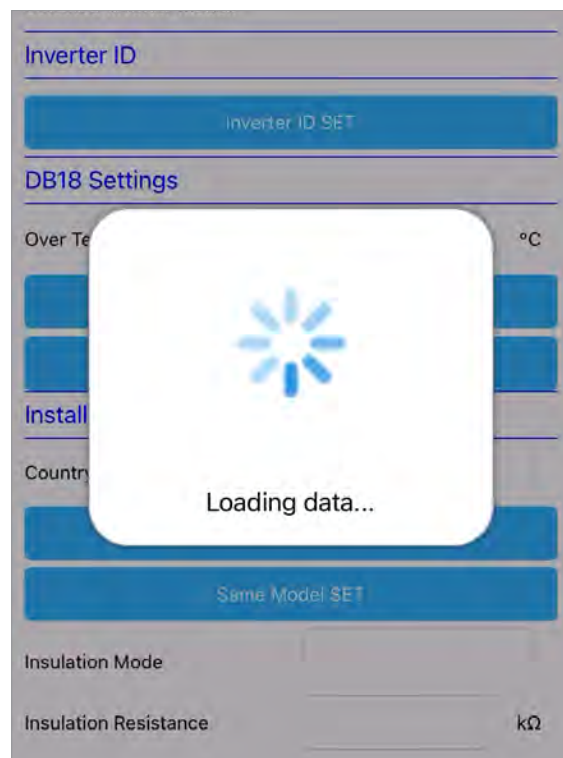 Inverter ID
Inverter ID SET
DB18 Settings
Over Te
°C
Install
Country
Loading data...
Same Model SET
Insulation Mode
Insulation Resistance
kΩ